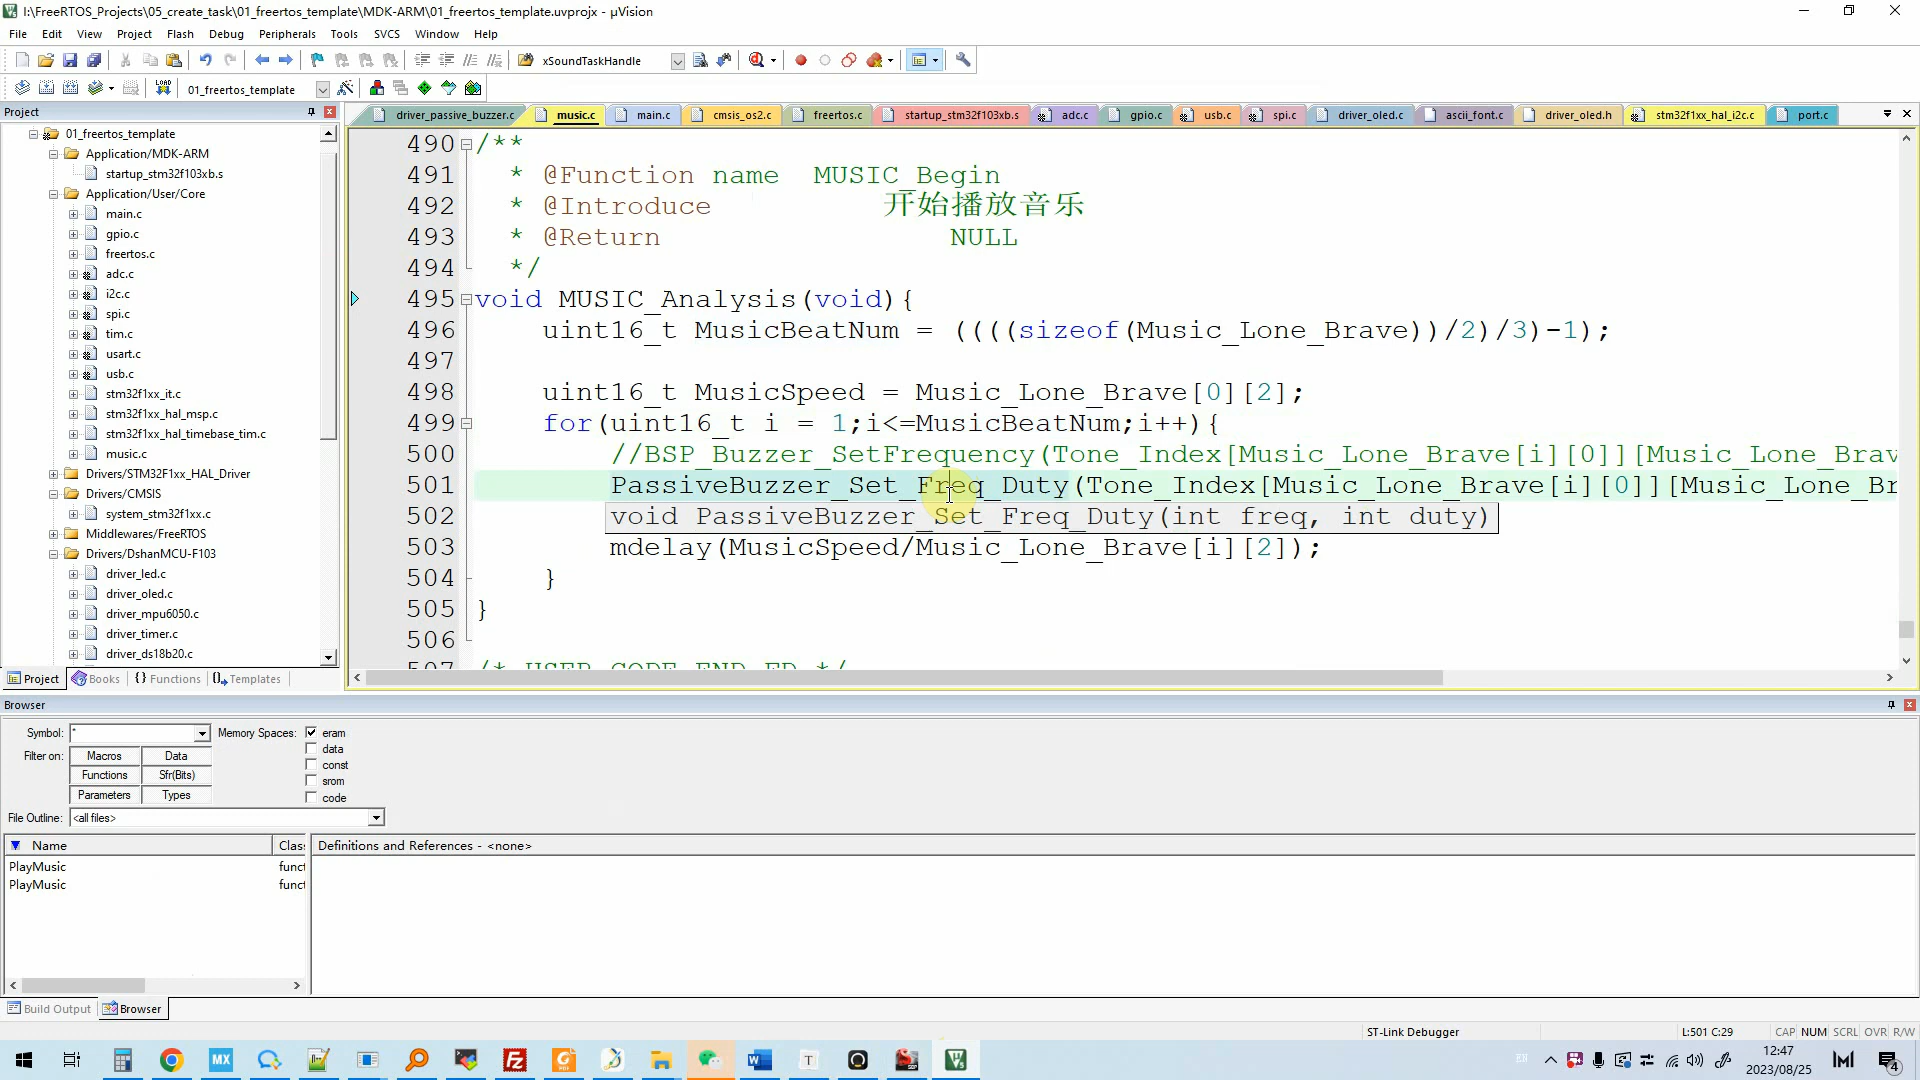 I:\FreeRTOS_Projects\05_create_task\01_freertos_template\MDK-ARM\01_freertos_template.uvprojx - µVision
File Edit View Project Flash Debug Peripherals Tools SVCS Window Help
xSoundTaskHandle
LOAD 01_freertos_template
Project
driver_passive_buzzer.c music.c main.c cmsis_os2.c freertos.c startup_stm32f103xb.s adc.c gpio.c usb.c spi.c driver_oled.c ascii_font.c driver_oled.h stm32f1xx_hal_i2c.c port.c
01_freertos_template
Application/MDK-ARM
startup_stm32f103xb.s
Application/User/Core
main.c
gpio.c
freertos.c
adc.c
i2c.c
spi.c
tim.c
usart.c
usb.c
stm32f1xx_it.c
stm32f1xx_hal_msp.c
stm32f1xx_hal_timebase_tim.c
music.c
Drivers/STM32F1xx_HAL_Driver
Drivers/CMSIS
system_stm32f1xx.c
Middlewares/FreeRTOS
Drivers/DshanMCU-F103
driver_led.c
driver_oled.c
driver_mpu6050.c
driver_timer.c
driver_ds18b20.c
Project Books {} Functions Templates
490 /**
491 * @Function name MUSIC_Begin
492 * @Introduce 开始播放音乐
493 * @Return NULL
494 */
495 void MUSIC_Analysis(void){
496 uint16_t MusicBeatNum = ((((sizeof(Music_Lone_Brave))/2)/3)-1);
497
498 uint16_t MusicSpeed = Music_Lone_Brave[0][2];
499 for(uint16_t i = 1;i<=MusicBeatNum;i++){
500 //BSP_Buzzer_SetFrequency(Tone_Index[Music_Lone_Brave[i][0]][Music_Lone_Brav
501 PassiveBuzzer_Set_Freq_Duty(Tone_Index[Music_Lone_Brave[i][0]][Music_Lone_Br
502 void PassiveBuzzer_Set_Freq_Duty(int freq, int duty)
503 mdelay(MusicSpeed/Music_Lone_Brave[i][2]);
504 }
505 }
506
507 /* USER CODE END FD */
Browser
Symbol: * Memory Spaces: eram
data
Filter on: Macros Data
const
Functions Sfr(Bits)
srom
Parameters Types
code
File Outline: <all files>
Name Clas
Definitions and References - <none>
PlayMusic funct
PlayMusic funct
Build Output Browser
ST-Link Debugger L:501 C:29 CAP NUM SCRL OVR R/W
MX T EN
12:47
2023/08/25
4